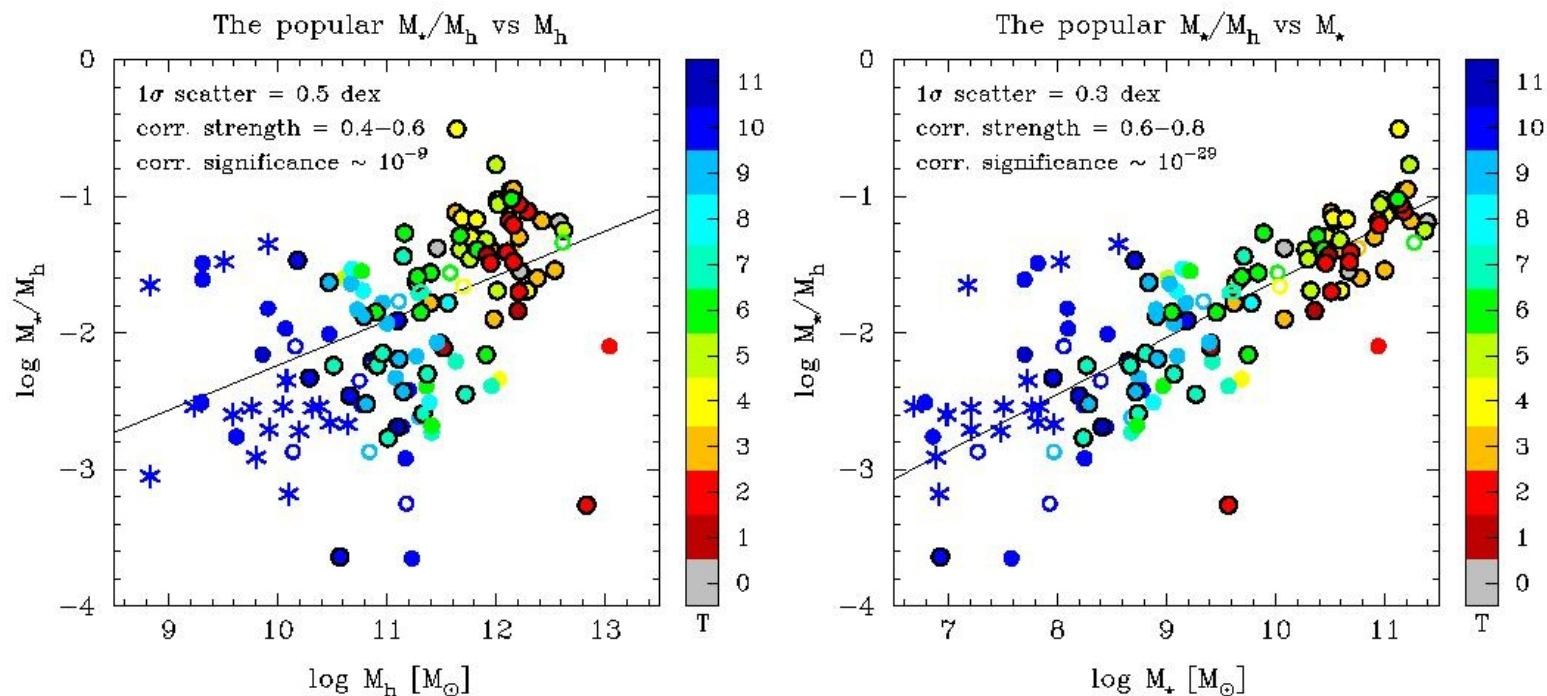 The popular M⋆/Mh vs Mh
1σ scatter = 0.5 dex
corr. strength = 0.4−0.6
corr. significance ~ 10⁻⁹
log M⋆/Mh
0
−1
−2
−3
−4
9 10 11 12 13
log Mh [M⊙]
11
10
9
8
7
6
5
4
3
2
1
0
T
The popular M⋆/Mh vs M⋆
1σ scatter = 0.3 dex
corr. strength = 0.6−0.8
corr. significance ~ 10⁻²⁹
log M⋆/Mh
0
−1
−2
−3
−4
7 8 9 10 11
log M⋆ [M⊙]
11
10
9
8
7
6
5
4
3
2
1
0
T